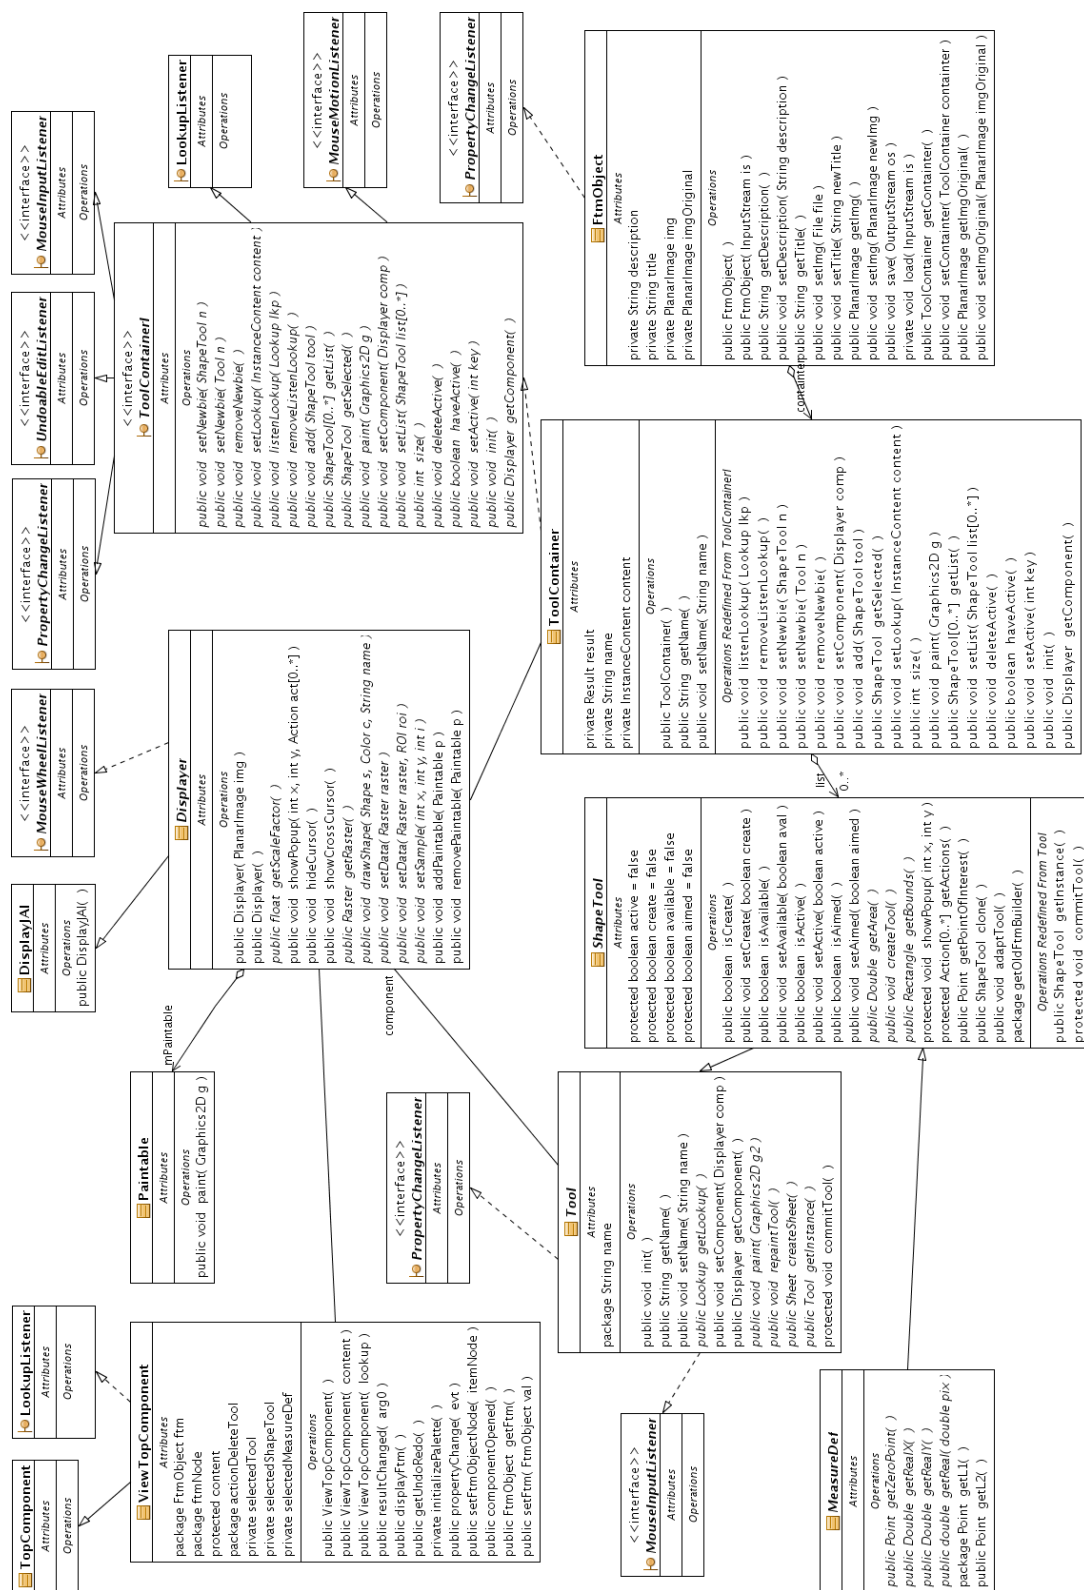 TopComponent
Attributes
Operations
LookupListener
Attributes
Operations
DisplayJAI
Attributes
Operations
public DisplayJAI( )
<<interface>>
MouseWheelListener
Attributes
Operations
<<interface>>
PropertyChangeListener
Attributes
Operations
<<interface>>
UndoableEditListener
Attributes
Operations
<<interface>>
MouseInputListener
Attributes
Operations
ViewTopComponent
Attributes
package FtmObject ftm
package ftmNode
protected content
package actionDeleteTool
private selectedTool
private selectedShapeTool
private selectedMeasureDef
Operations
public ViewTopComponent( )
public ViewTopComponent( content )
public ViewTopComponent( lookup )
public resultChanged( arg0 )
public displayFtm( )
public getUndoRedo( )
private initializePalette( )
public propertyChange( evt )
public setFtmObjectNode( itemNode )
public componentOpened( )
public FtmObject getFtm( )
public setFtm( FtmObject val )
Paintable
Attributes
Operations
public void paint( Graphics2D g )
mPaintable
Displayer
Attributes
Operations
public Displayer( PlanarImage img )
public Displayer( )
public float getScaleFactor( )
public void showPopup( int x, int y, Action act[0..*] )
public void hideCursor( )
public void showCrossCursor( )
public Raster getRaster( )
public void drawShape( Shape s, Color c, String name )
public void setData( Raster raster )
public void setData( Raster raster, ROI roi )
public void setSample( int x, int y, int i )
public void addPaintable( Paintable p )
public void removePaintable( Paintable p )
component
<<interface>>
ToolContainerI
Attributes
Operations
public void setNewbie( ShapeTool n )
public void setNewbie( Tool n )
public void removeNewbie( )
public void setLookup( InstanceContent content )
public void listenLookup( Lookup lkp )
public void removeListenLookup( )
public void add( ShapeTool tool )
public ShapeTool[0..*] getList( )
public ShapeTool getSelected( )
public void paint( Graphics2D g )
public void setComponent( Displayer comp )
public void setList( ShapeTool list[0..*] )
public int size( )
public void deleteActive( )
public boolean haveActive( )
public void setActive( int key )
public void init( )
public Displayer getComponent( )
LookupListener
Attributes
Operations
<<interface>>
MouseMotionListener
Attributes
Operations
<<interface>>
PropertyChangeListener
Attributes
Operations
<<interface>>
PropertyChangeListener
Attributes
Operations
<<interface>>
MouseInputListener
Attributes
Operations
Tool
Attributes
package String name
Operations
public void init( )
public String getName( )
public void setName( String name )
public Lookup getLookup( )
public void setComponent( Displayer comp )
public Displayer getComponent( )
public void paint( Graphics2D g2 )
public void repaintTool( )
public Sheet createSheet( )
public Tool getInstance( )
protected void commitTool( )
ShapeTool
Attributes
protected boolean active = false
protected boolean create = false
protected boolean available = false
protected boolean aimed = false
Operations
public boolean isCreate( )
public void setCreate( boolean create )
public boolean isAvailable( )
public void setAvailable( boolean aval )
public boolean isActive( )
public void setActive( boolean active )
public boolean isAimed( )
public void setAimed( boolean aimed )
public Double getArea( )
public void createTool( )
public Rectangle getBounds( )
protected void showPopup( int x, int y )
protected Action[0..*] getActions( )
public Point getPointOfInterest( )
public ShapeTool clone( )
public void adaptTool( )
package getOldFtmBuilder( )
Operations Redefined From Tool
public ShapeTool getInstance( )
protected void commitTool( )
list
0..*
ToolContainer
Attributes
private Result result
private String name
private InstanceContent content
Operations
public ToolContainer( )
public String getName( )
public void setName( String name )
Operations Redefined From ToolContainerI
public void listenLookup( Lookup lkp )
public void removeListenLookup( )
public void setNewbie( ShapeTool n )
public void setNewbie( Tool n )
public void removeNewbie( )
public void setComponent( Displayer comp )
public void add( ShapeTool tool )
public ShapeTool getSelected( )
public void setLookup( InstanceContent content )
public int size( )
public void paint( Graphics2D g )
public ShapeTool[0..*] getList( )
public void setList( ShapeTool list[0..*] )
public void deleteActive( )
public boolean haveActive( )
public void setActive( int key )
public void init( )
public Displayer getComponent( )
containter
FtmObject
Attributes
private String description
private String title
private PlanarImage img
private PlanarImage imgOriginal
Operations
public FtmObject( )
public FtmObject( InputStream is )
public String getDescription( )
public void setDescription( String description )
public String getTitle( )
public void setImg( File file )
public void setTitle( String newTitle )
public PlanarImage getImg( )
public void setImg( PlanarImage newImg )
public void save( OutputStream os )
private void load( InputStream is )
public ToolContainer getContainter( )
public void setContainter( ToolContainer containter )
public PlanarImage getImgOriginal( )
public void setImgOriginal( PlanarImage imgOriginal )
MeasureDef
Attributes
Operations
public Point getZeroPoint( )
public Double getRealX( )
public Double getRealY( )
public double getReal( double pix )
package Point getL1( )
public Point getL2( )